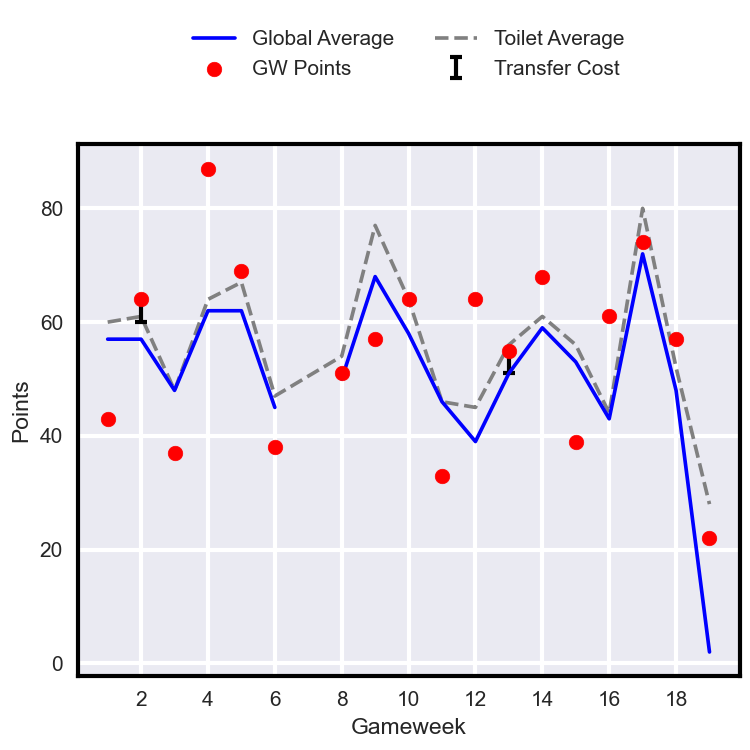 Global Average Toilet Average
GW Points Transfer Cost
80
60
40
20
0
Points
2 4 6 8 10 12 14 16 18
Gameweek